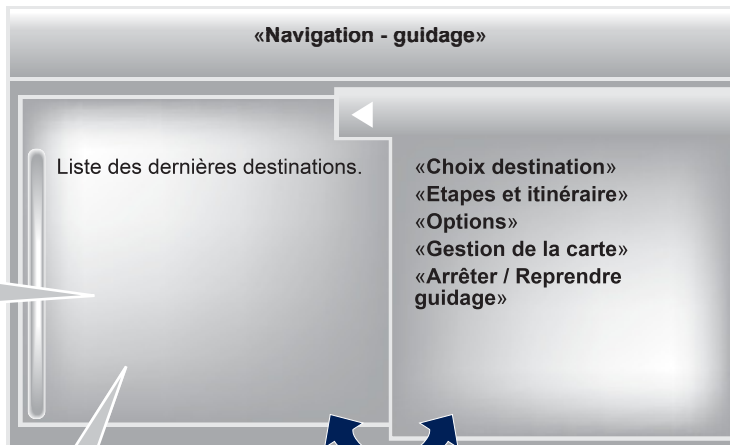 «Navigation - guidage»
Liste des dernières destinations.
«Choix destination»
«Etapes et itinéraire»
«Options»
«Gestion de la carte»
«Arrêter / Reprendre
guidage»